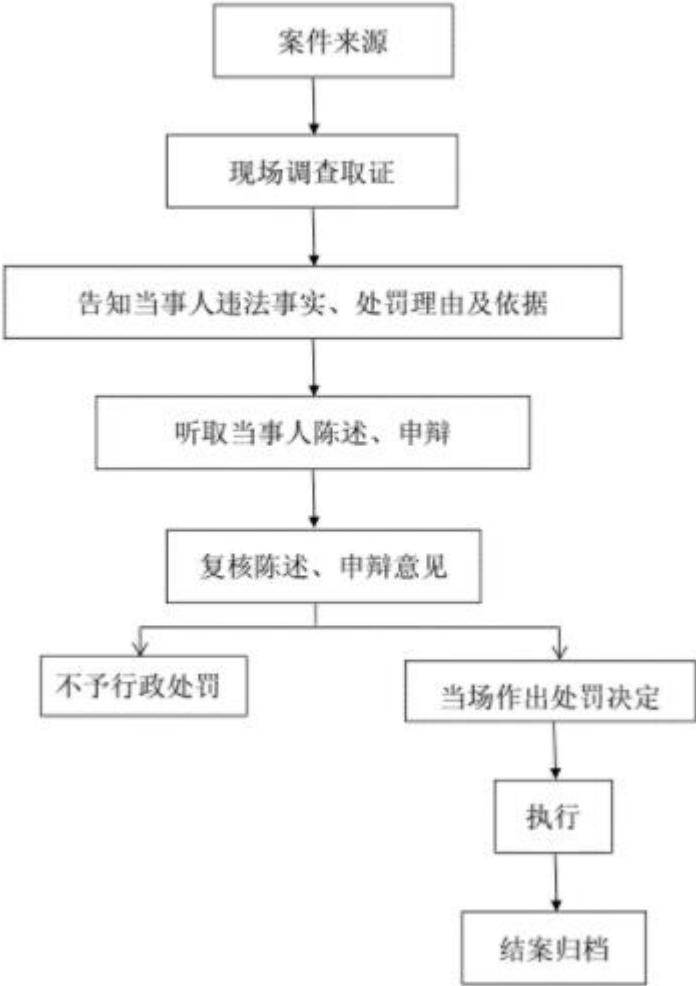 案件来源
现场调查取证
告知当事人违法事实、处罚理由及依据
听取当事人陈述、申辩
复核陈述、申辩意见
不予行政处罚
当场作出处罚决定
执行
结案归档